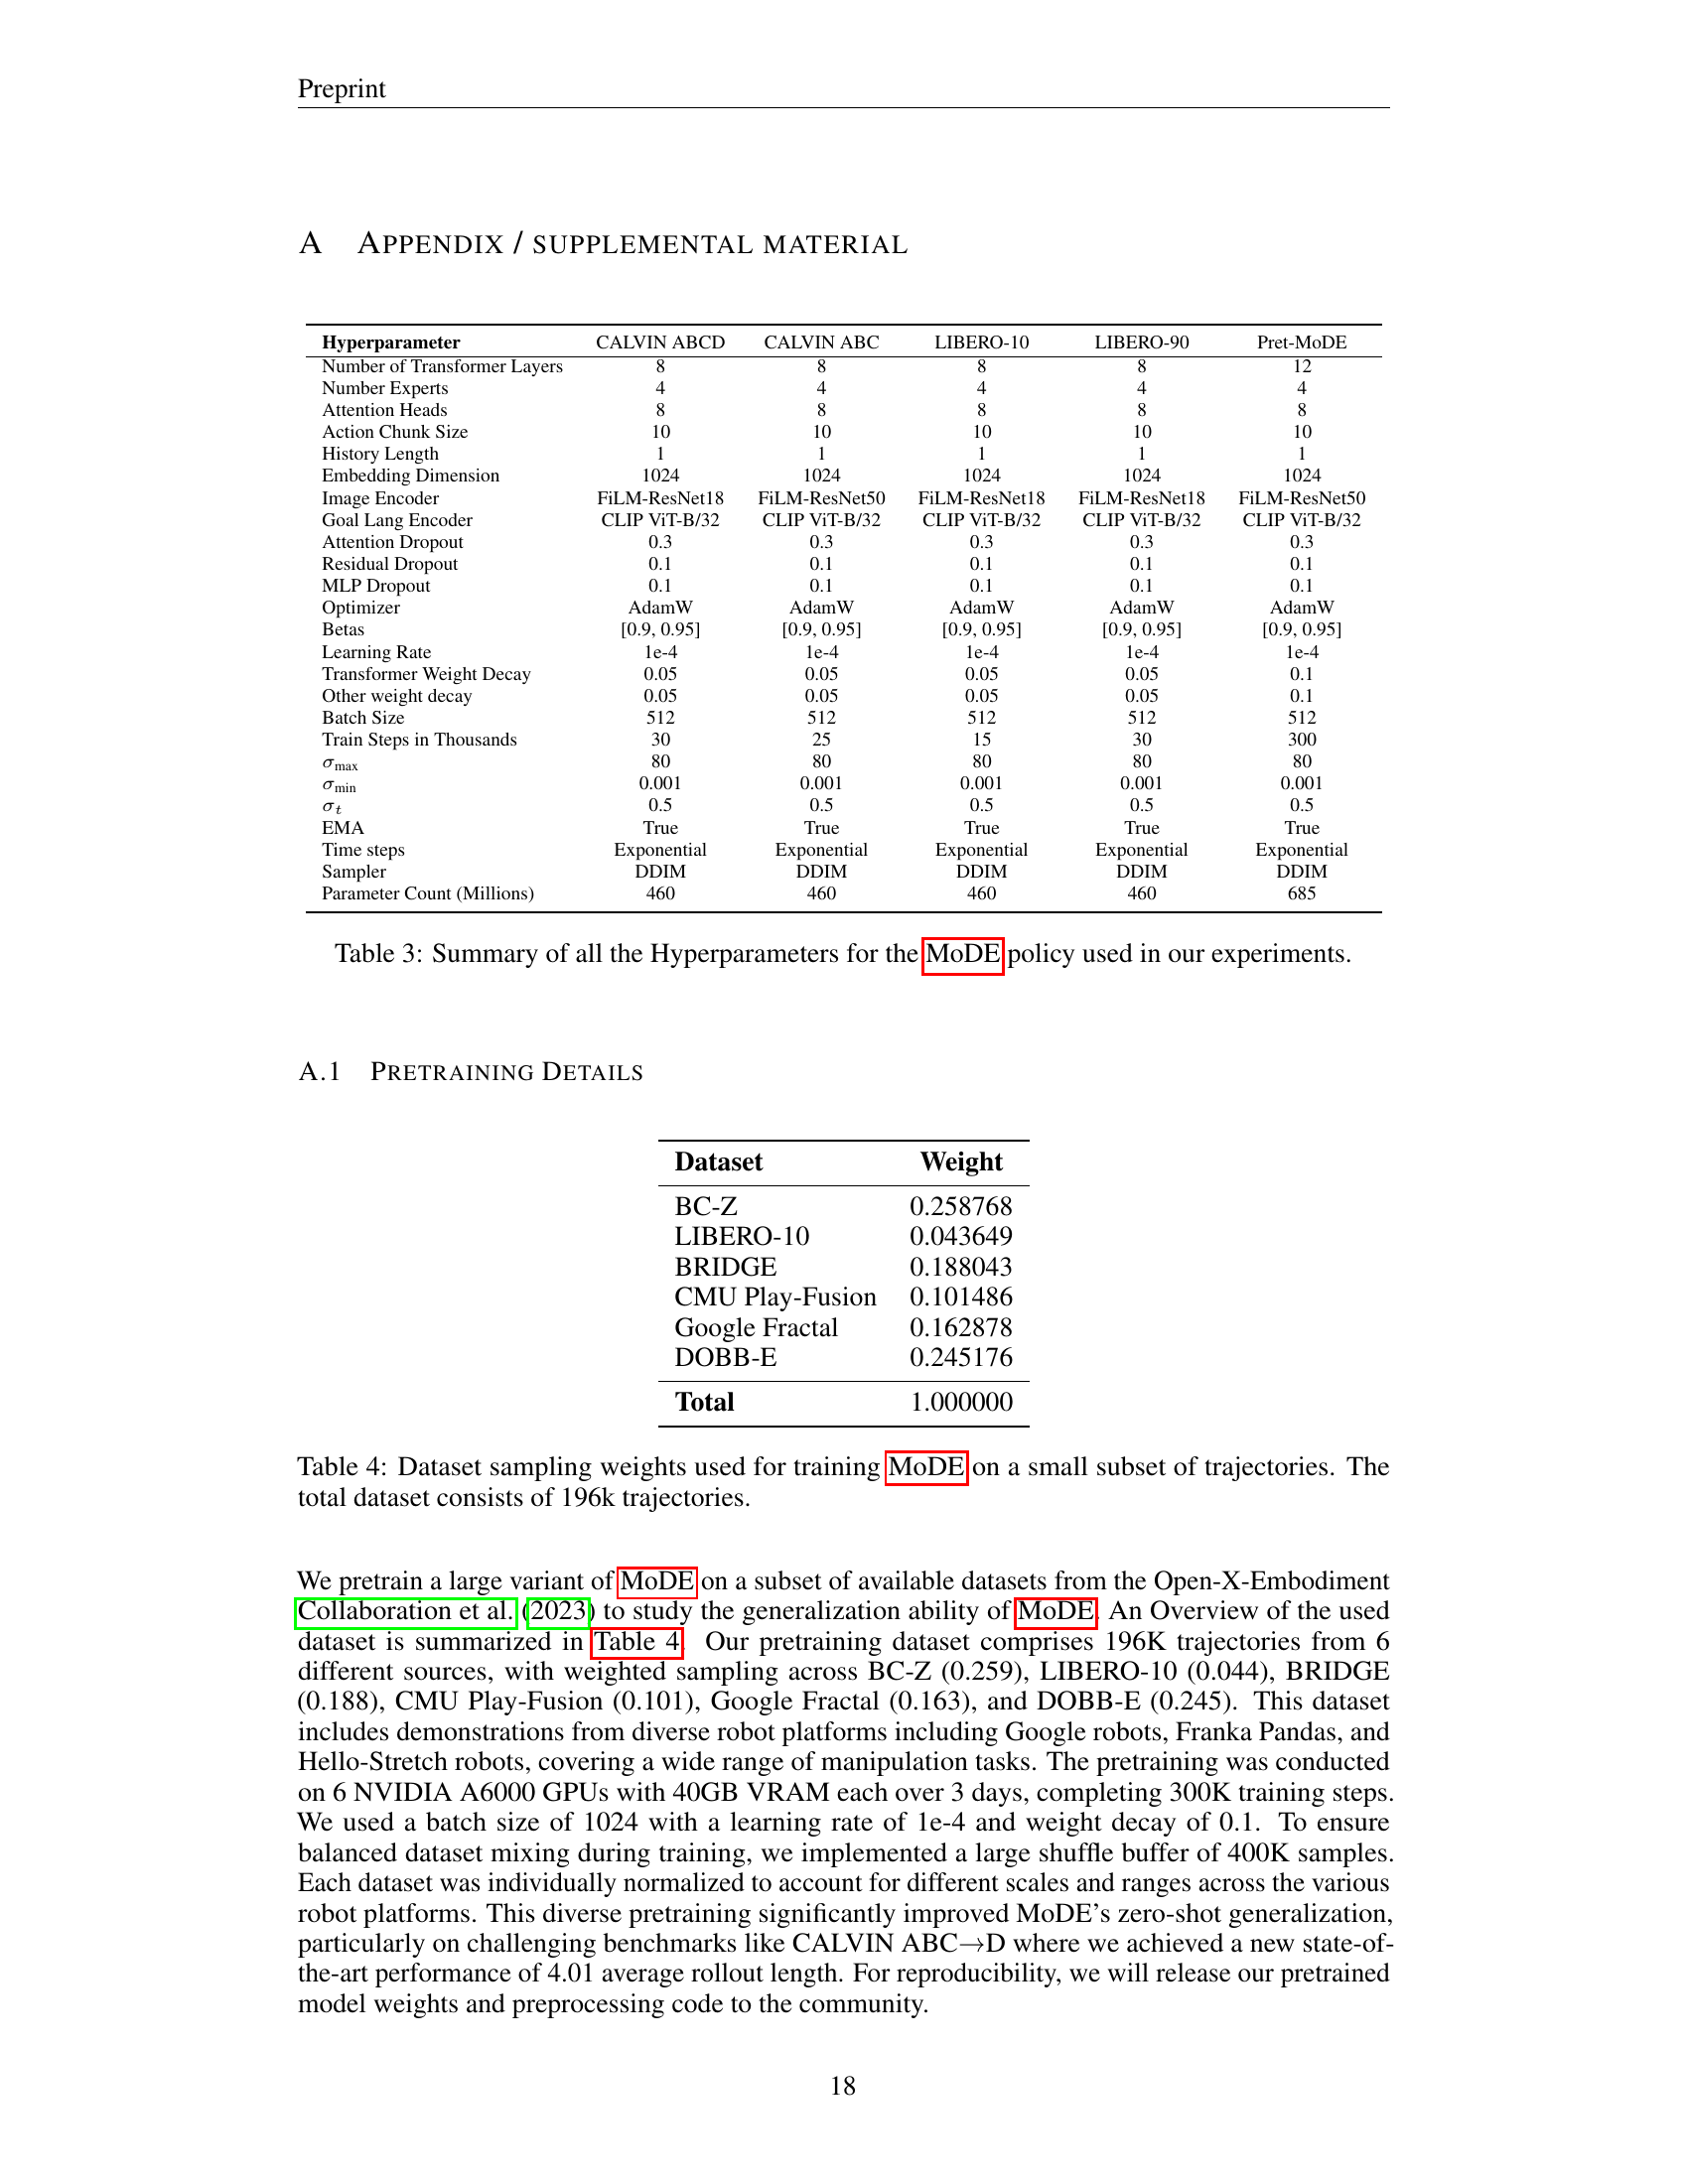 Preprint
A APPENDIX / SUPPLEMENTAL MATERIAL
Hyperparameter CALVIN ABCD CALVIN ABC LIBERO-10 LIBERO-90 Pret-MoDE
Number of Transformer Layers 8 8 8 8 12
Number Experts 4 4 4 4 4
Attention Heads 8 8 8 8 8
Action Chunk Size 10 10 10 10 10
History Length 1 1 1 1 1
Embedding Dimension 1024 1024 1024 1024 1024
Image Encoder FiLM-ResNet18 FiLM-ResNet50 FiLM-ResNet18 FiLM-ResNet18 FiLM-ResNet50
Goal Lang Encoder CLIP ViT-B/32 CLIP ViT-B/32 CLIP ViT-B/32 CLIP ViT-B/32 CLIP ViT-B/32
Attention Dropout 0.3 0.3 0.3 0.3 0.3
Residual Dropout 0.1 0.1 0.1 0.1 0.1
MLP Dropout 0.1 0.1 0.1 0.1 0.1
Optimizer AdamW AdamW AdamW AdamW AdamW
Betas [0.9, 0.95] [0.9, 0.95] [0.9, 0.95] [0.9, 0.95] [0.9, 0.95]
Learning Rate 1e-4 1e-4 1e-4 1e-4 1e-4
Transformer Weight Decay 0.05 0.05 0.05 0.05 0.1
Other weight decay 0.05 0.05 0.05 0.05 0.1
Batch Size 512 512 512 512 512
Train Steps in Thousands 30 25 15 30 300
σmax 80 80 80 80 80
σmin 0.001 0.001 0.001 0.001 0.001
σt 0.5 0.5 0.5 0.5 0.5
EMA True True True True True
Time steps Exponential Exponential Exponential Exponential Exponential
Sampler DDIM DDIM DDIM DDIM DDIM
Parameter Count (Millions) 460 460 460 460 685
Table 3: Summary of all the Hyperparameters for the MoDE policy used in our experiments.
A.1 PRETRAINING DETAILS
Dataset Weight
BC-Z 0.258768
LIBERO-10 0.043649
BRIDGE 0.188043
CMU Play-Fusion 0.101486
Google Fractal 0.162878
DOBB-E 0.245176
Total 1.000000
Table 4: Dataset sampling weights used for training MoDE on a small subset of trajectories. The
total dataset consists of 196k trajectories.
We pretrain a large variant of MoDE on a subset of available datasets from the Open-X-Embodiment
Collaboration et al. (2023) to study the generalization ability of MoDE. An Overview of the used
dataset is summarized in Table 4. Our pretraining dataset comprises 196K trajectories from 6
different sources, with weighted sampling across BC-Z (0.259), LIBERO-10 (0.044), BRIDGE
(0.188), CMU Play-Fusion (0.101), Google Fractal (0.163), and DOBB-E (0.245). This dataset
includes demonstrations from diverse robot platforms including Google robots, Franka Pandas, and
Hello-Stretch robots, covering a wide range of manipulation tasks. The pretraining was conducted
on 6 NVIDIA A6000 GPUs with 40GB VRAM each over 3 days, completing 300K training steps.
We used a batch size of 1024 with a learning rate of 1e-4 and weight decay of 0.1. To ensure
balanced dataset mixing during training, we implemented a large shuffle buffer of 400K samples.
Each dataset was individually normalized to account for different scales and ranges across the various
robot platforms. This diverse pretraining significantly improved MoDE's zero-shot generalization,
particularly on challenging benchmarks like CALVIN ABC→D where we achieved a new state-of-
the-art performance of 4.01 average rollout length. For reproducibility, we will release our pretrained
model weights and preprocessing code to the community.
18